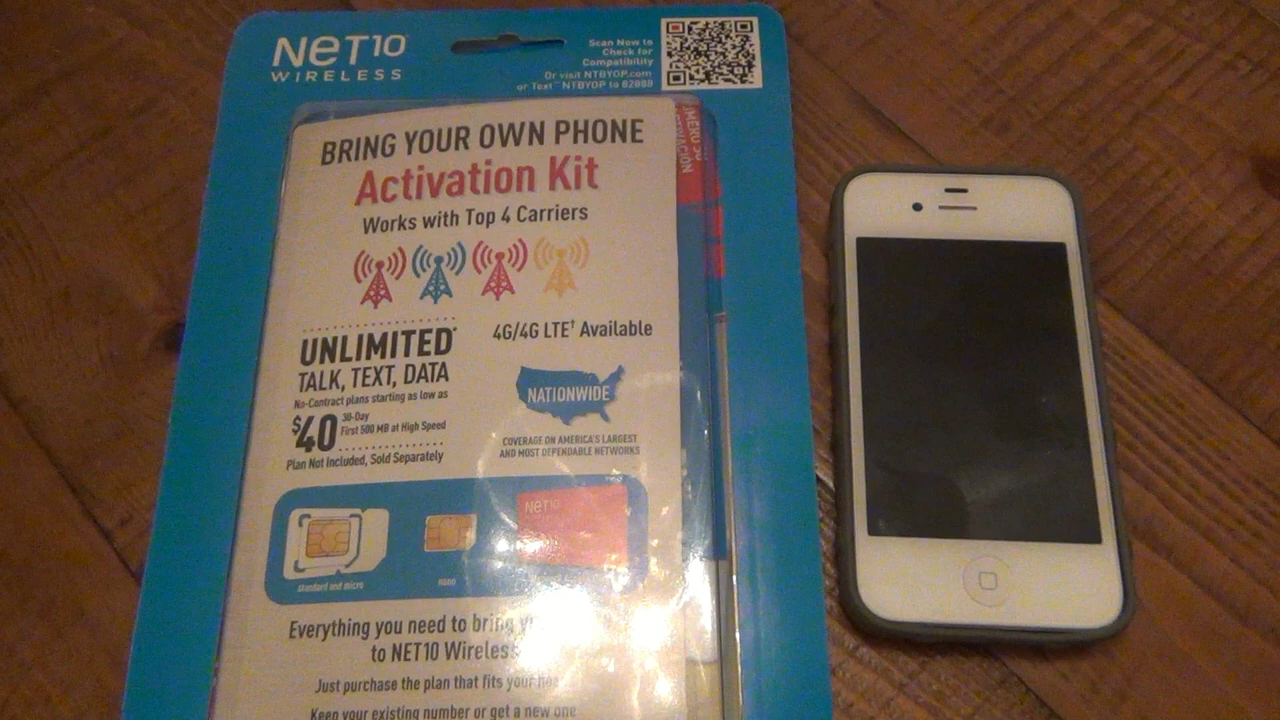 NET10
WIRELESS
Scan Now to
Check for
Compatibility
Or visit NTBYOP.com
or Text NTBYOP to 82888
BRING YOUR OWN PHONE
Activation Kit
Works with Top 4 Carriers
UNLIMITED*
TALK, TEXT, DATA
No-Contract plans starting as low as
$40 30-Day
First 500 MB at High Speed
Plan Not Included, Sold Separately
4G/4G LTE† Available
NATIONWIDE
COVERAGE ON AMERICA'S LARGEST
AND MOST DEPENDABLE NETWORKS
standard and micro
nano
NET10
Everything you need to bring
to NET10 Wireless
Just purchase the plan that fits your
Keep your existing number or get a new one